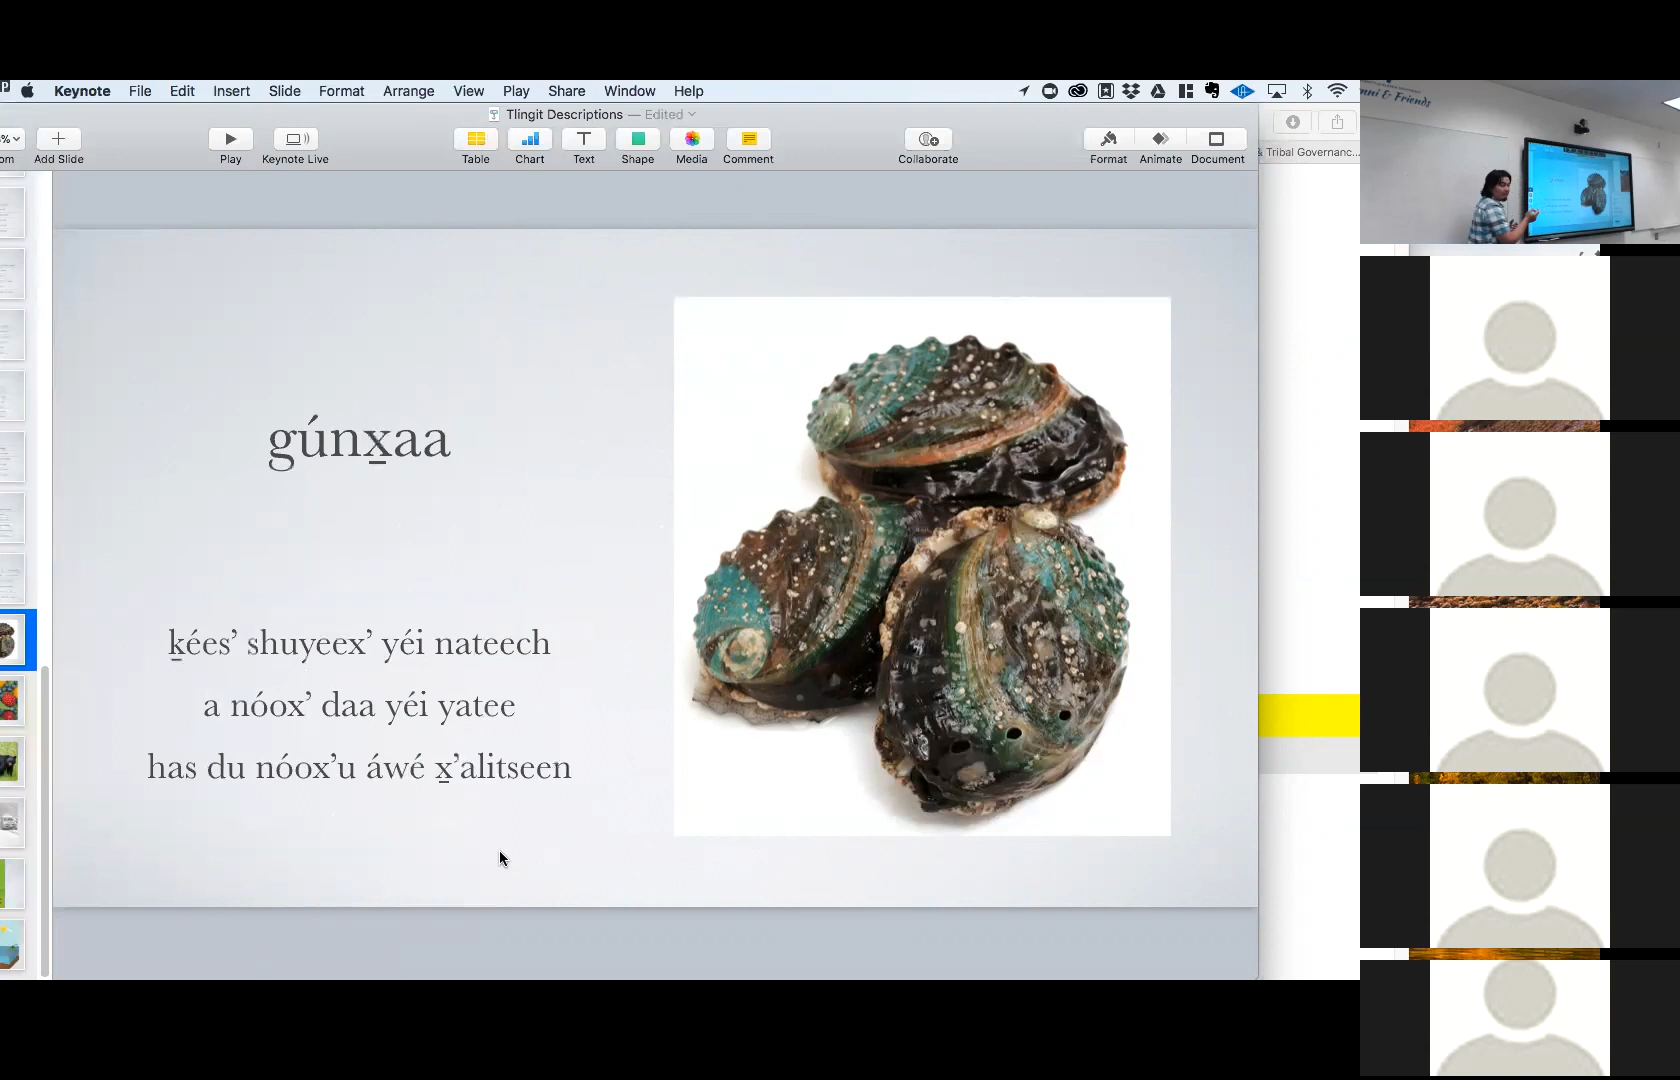 Keynote File Edit Insert Slide Format Arrange View Play Share Window Help
Tlingit Descriptions — Edited
Add Slide Play Keynote Live Table Chart Text Shape Media Comment Collaborate Format Animate Document
& Tribal Governanc...
gúnx̱aa
ḵées’ shuyeex’ yéi nateech
a nóox’ daa yéi yatee
has du nóox’u áwé x̱’alitseen
& Friends